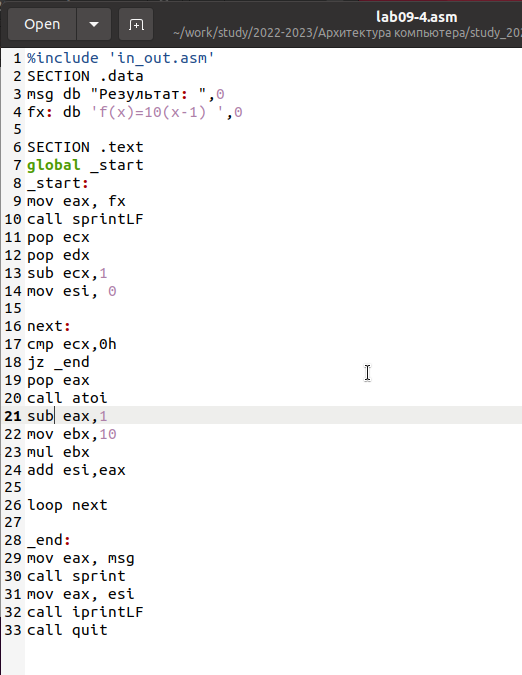 Open
lab09-4.asm
~/work/study/2022-2023/Архитектура компьютера/study_202
1 %include 'in_out.asm'
2 SECTION .data
3 msg db "Результат: ",0
4 fx: db 'f(x)=10(x-1) ',0
5
6 SECTION .text
7 global _start
8 _start:
9 mov eax, fx
10 call sprintLF
11 pop ecx
12 pop edx
13 sub ecx,1
14 mov esi, 0
15
16 next:
17 cmp ecx,0h
18 jz _end
19 pop eax
20 call atoi
21 sub eax,1
22 mov ebx,10
23 mul ebx
24 add esi,eax
25
26 loop next
27
28 _end:
29 mov eax, msg
30 call sprint
31 mov eax, esi
32 call iprintLF
33 call quit